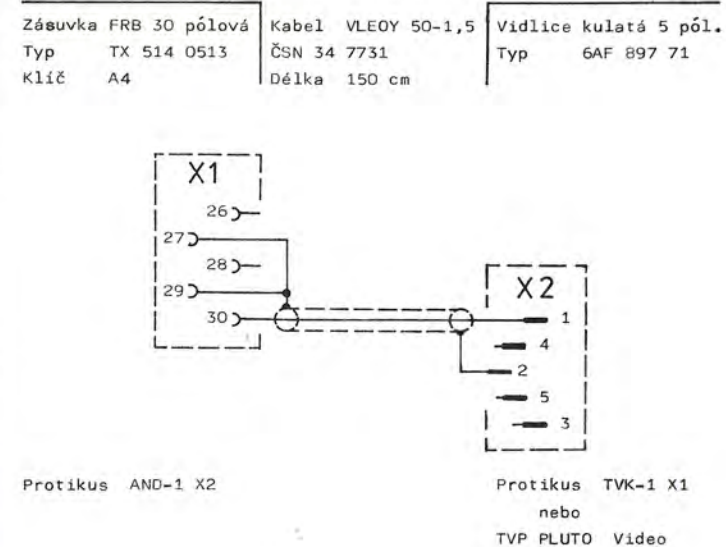 Zásuvka FRB 30 pólová
Typ TX 514 0513
Klíč A4
Kabel VLEOY 50-1,5
ČSN 34 7731
Délka 150 cm
Vidlice kulatá 5 pól.
Typ 6AF 897 71
X1
26
27
28
29
30
X2
1
4
2
5
3
Protikus AND-1 X2
Protikus TVK-1 X1
nebo
TVP PLUTO Video